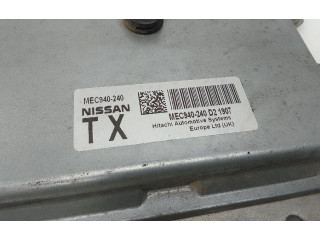 MEC940-240
NISSAN
TX
MEC940-240 D2 1907
Hitachi Automotive Systems
Europe Ltd (UK)